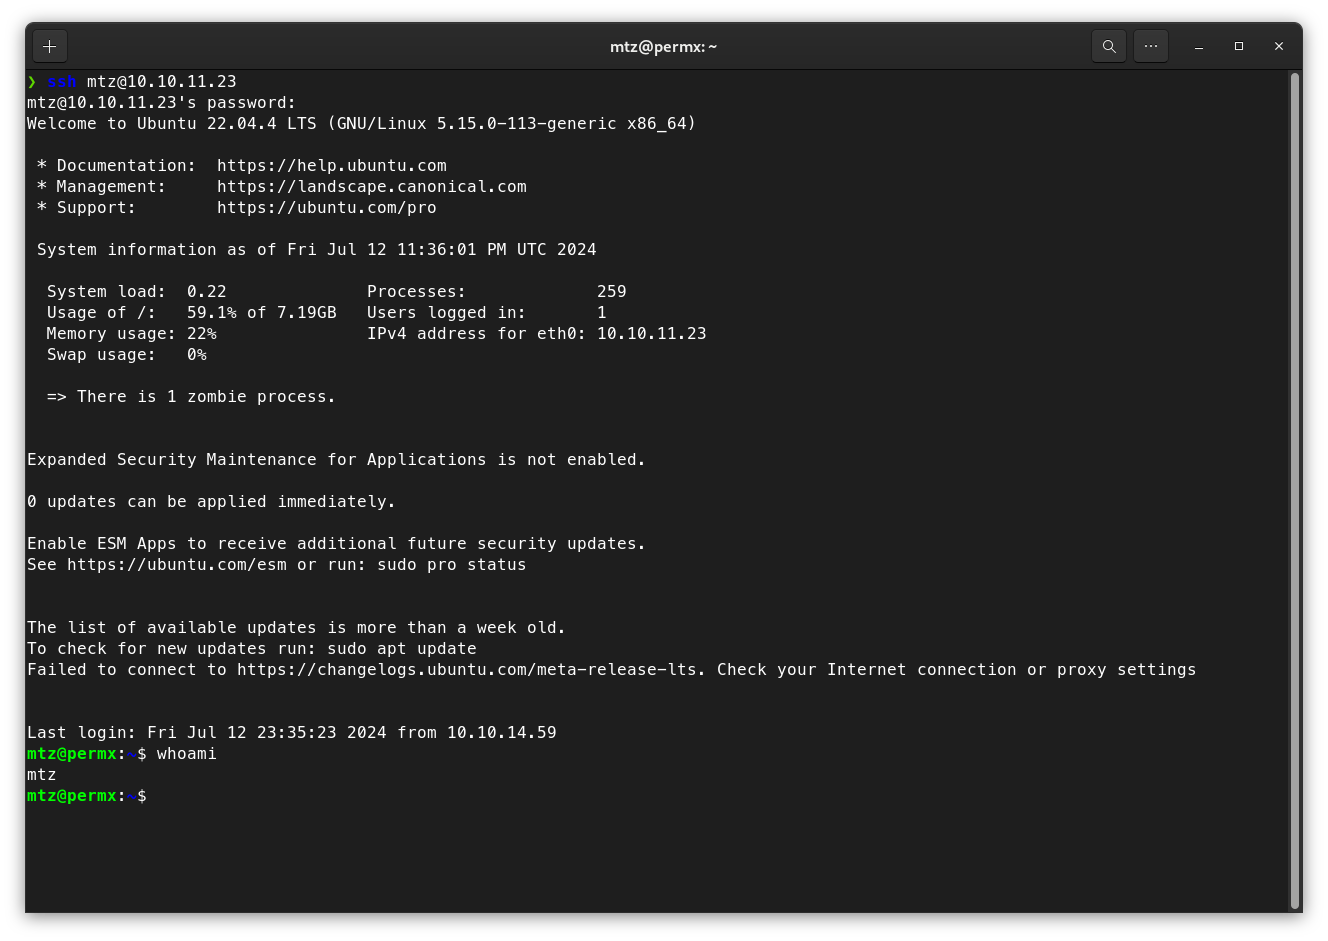 mtz@permx: ~
❯ ssh mtz@10.10.11.23
mtz@10.10.11.23's password:
Welcome to Ubuntu 22.04.4 LTS (GNU/Linux 5.15.0-113-generic x86_64)
* Documentation:  https://help.ubuntu.com
* Management:     https://landscape.canonical.com
* Support:        https://ubuntu.com/pro
System information as of Fri Jul 12 11:36:01 PM UTC 2024
System load:  0.22              Processes:             259
Usage of /:   59.1% of 7.19GB   Users logged in:       1
Memory usage: 22%               IPv4 address for eth0: 10.10.11.23
Swap usage:   0%
=> There is 1 zombie process.
Expanded Security Maintenance for Applications is not enabled.
0 updates can be applied immediately.
Enable ESM Apps to receive additional future security updates.
See https://ubuntu.com/esm or run: sudo pro status
The list of available updates is more than a week old.
To check for new updates run: sudo apt update
Failed to connect to https://changelogs.ubuntu.com/meta-release-lts. Check your Internet connection or proxy settings
Last login: Fri Jul 12 23:35:23 2024 from 10.10.14.59
mtz@permx:~$ whoami
mtz
mtz@permx:~$